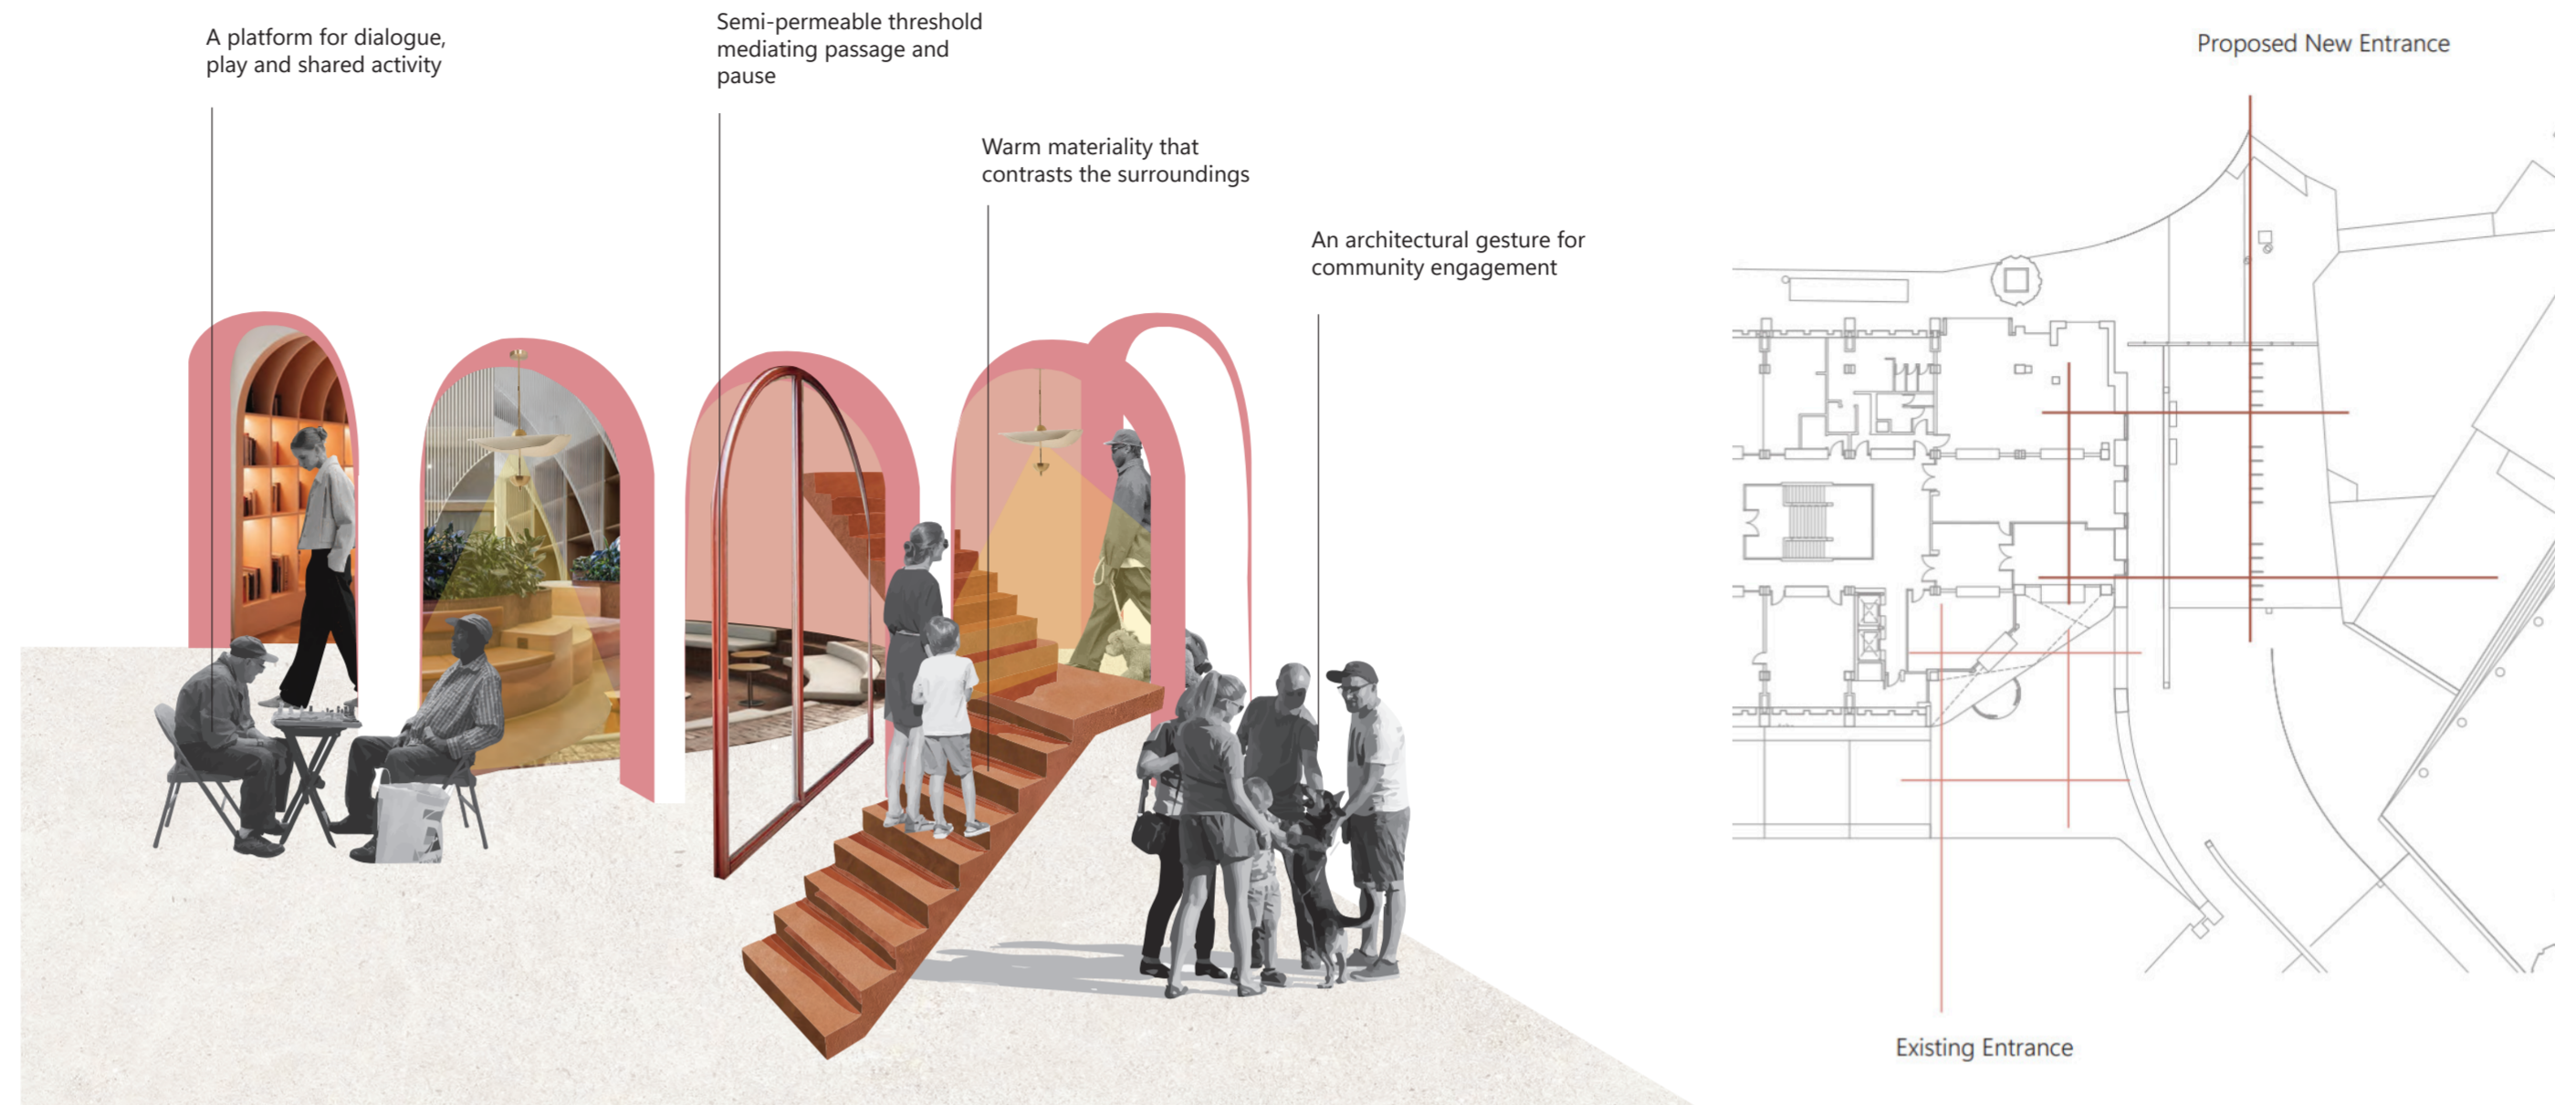 A platform for dialogue,
play and shared activity
Semi-permeable threshold
mediating passage and
pause
Warm materiality that
contrasts the surroundings
An architectural gesture for
community engagement
Proposed New Entrance
Existing Entrance